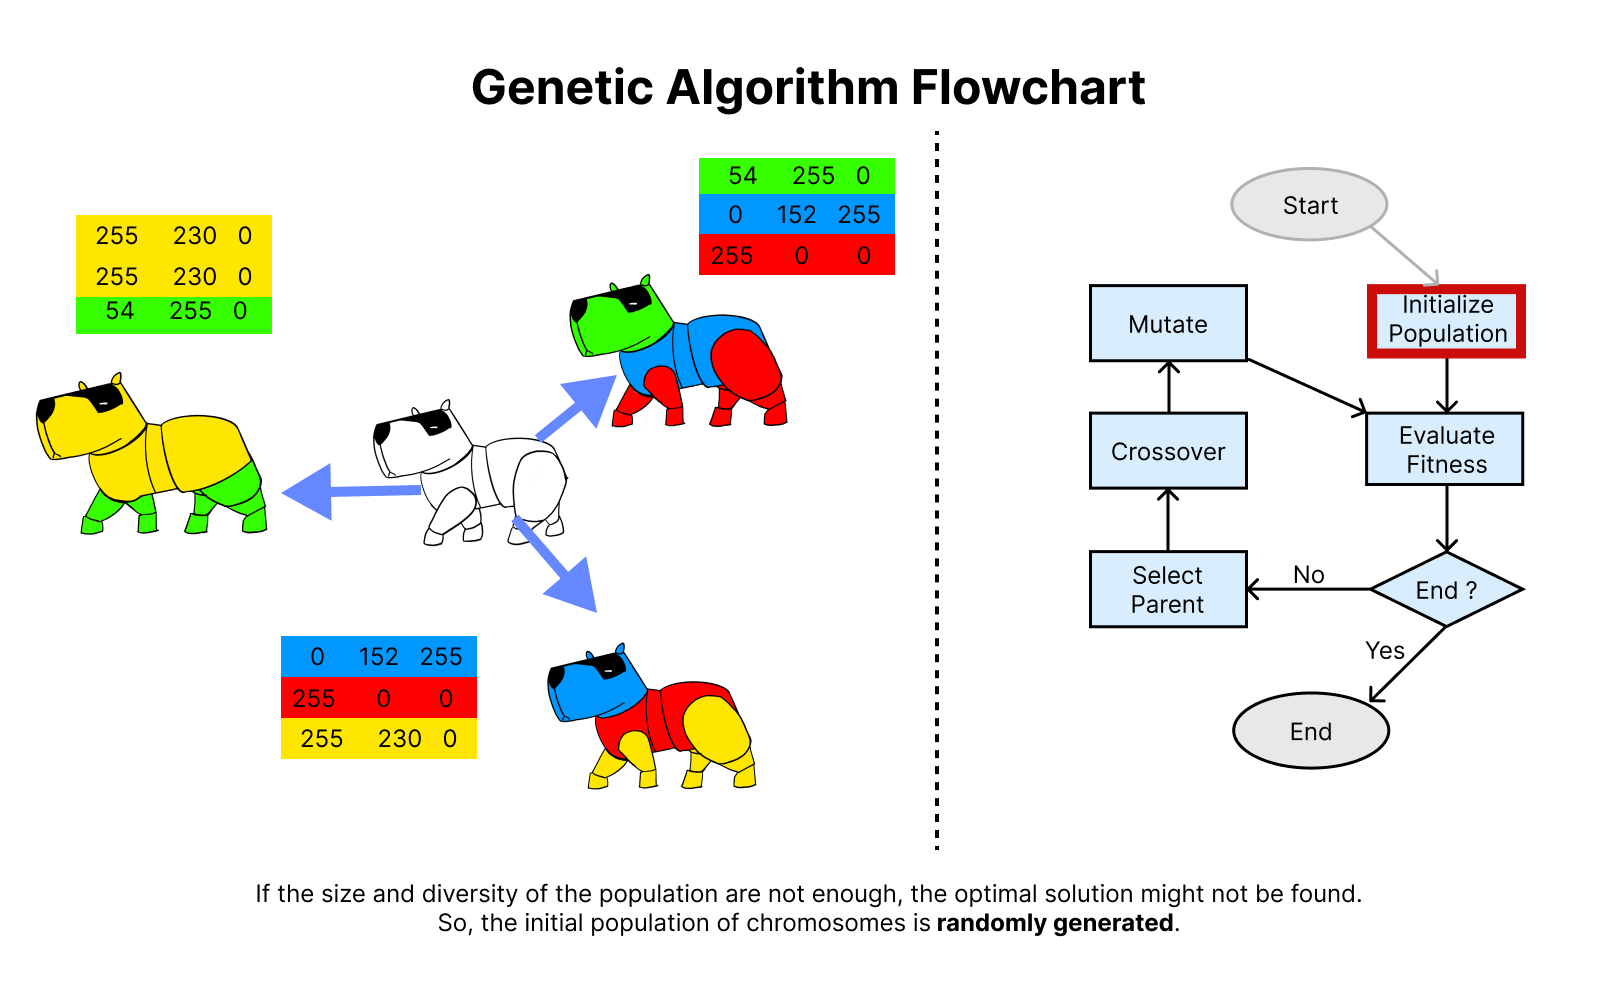 Genetic Algorithm Flowchart
255 230 0
255 230 0
54 255 0
54 255 0
0 152 255
255 0 0
0 152 255
255 0 0
255 230 0
Start
Initialize
Population
Mutate
Evaluate
Fitness
Crossover
Select
Parent
No
End ?
Yes
End
If the size and diversity of the population are not enough, the optimal solution might not be found.
So, the initial population of chromosomes is randomly generated.